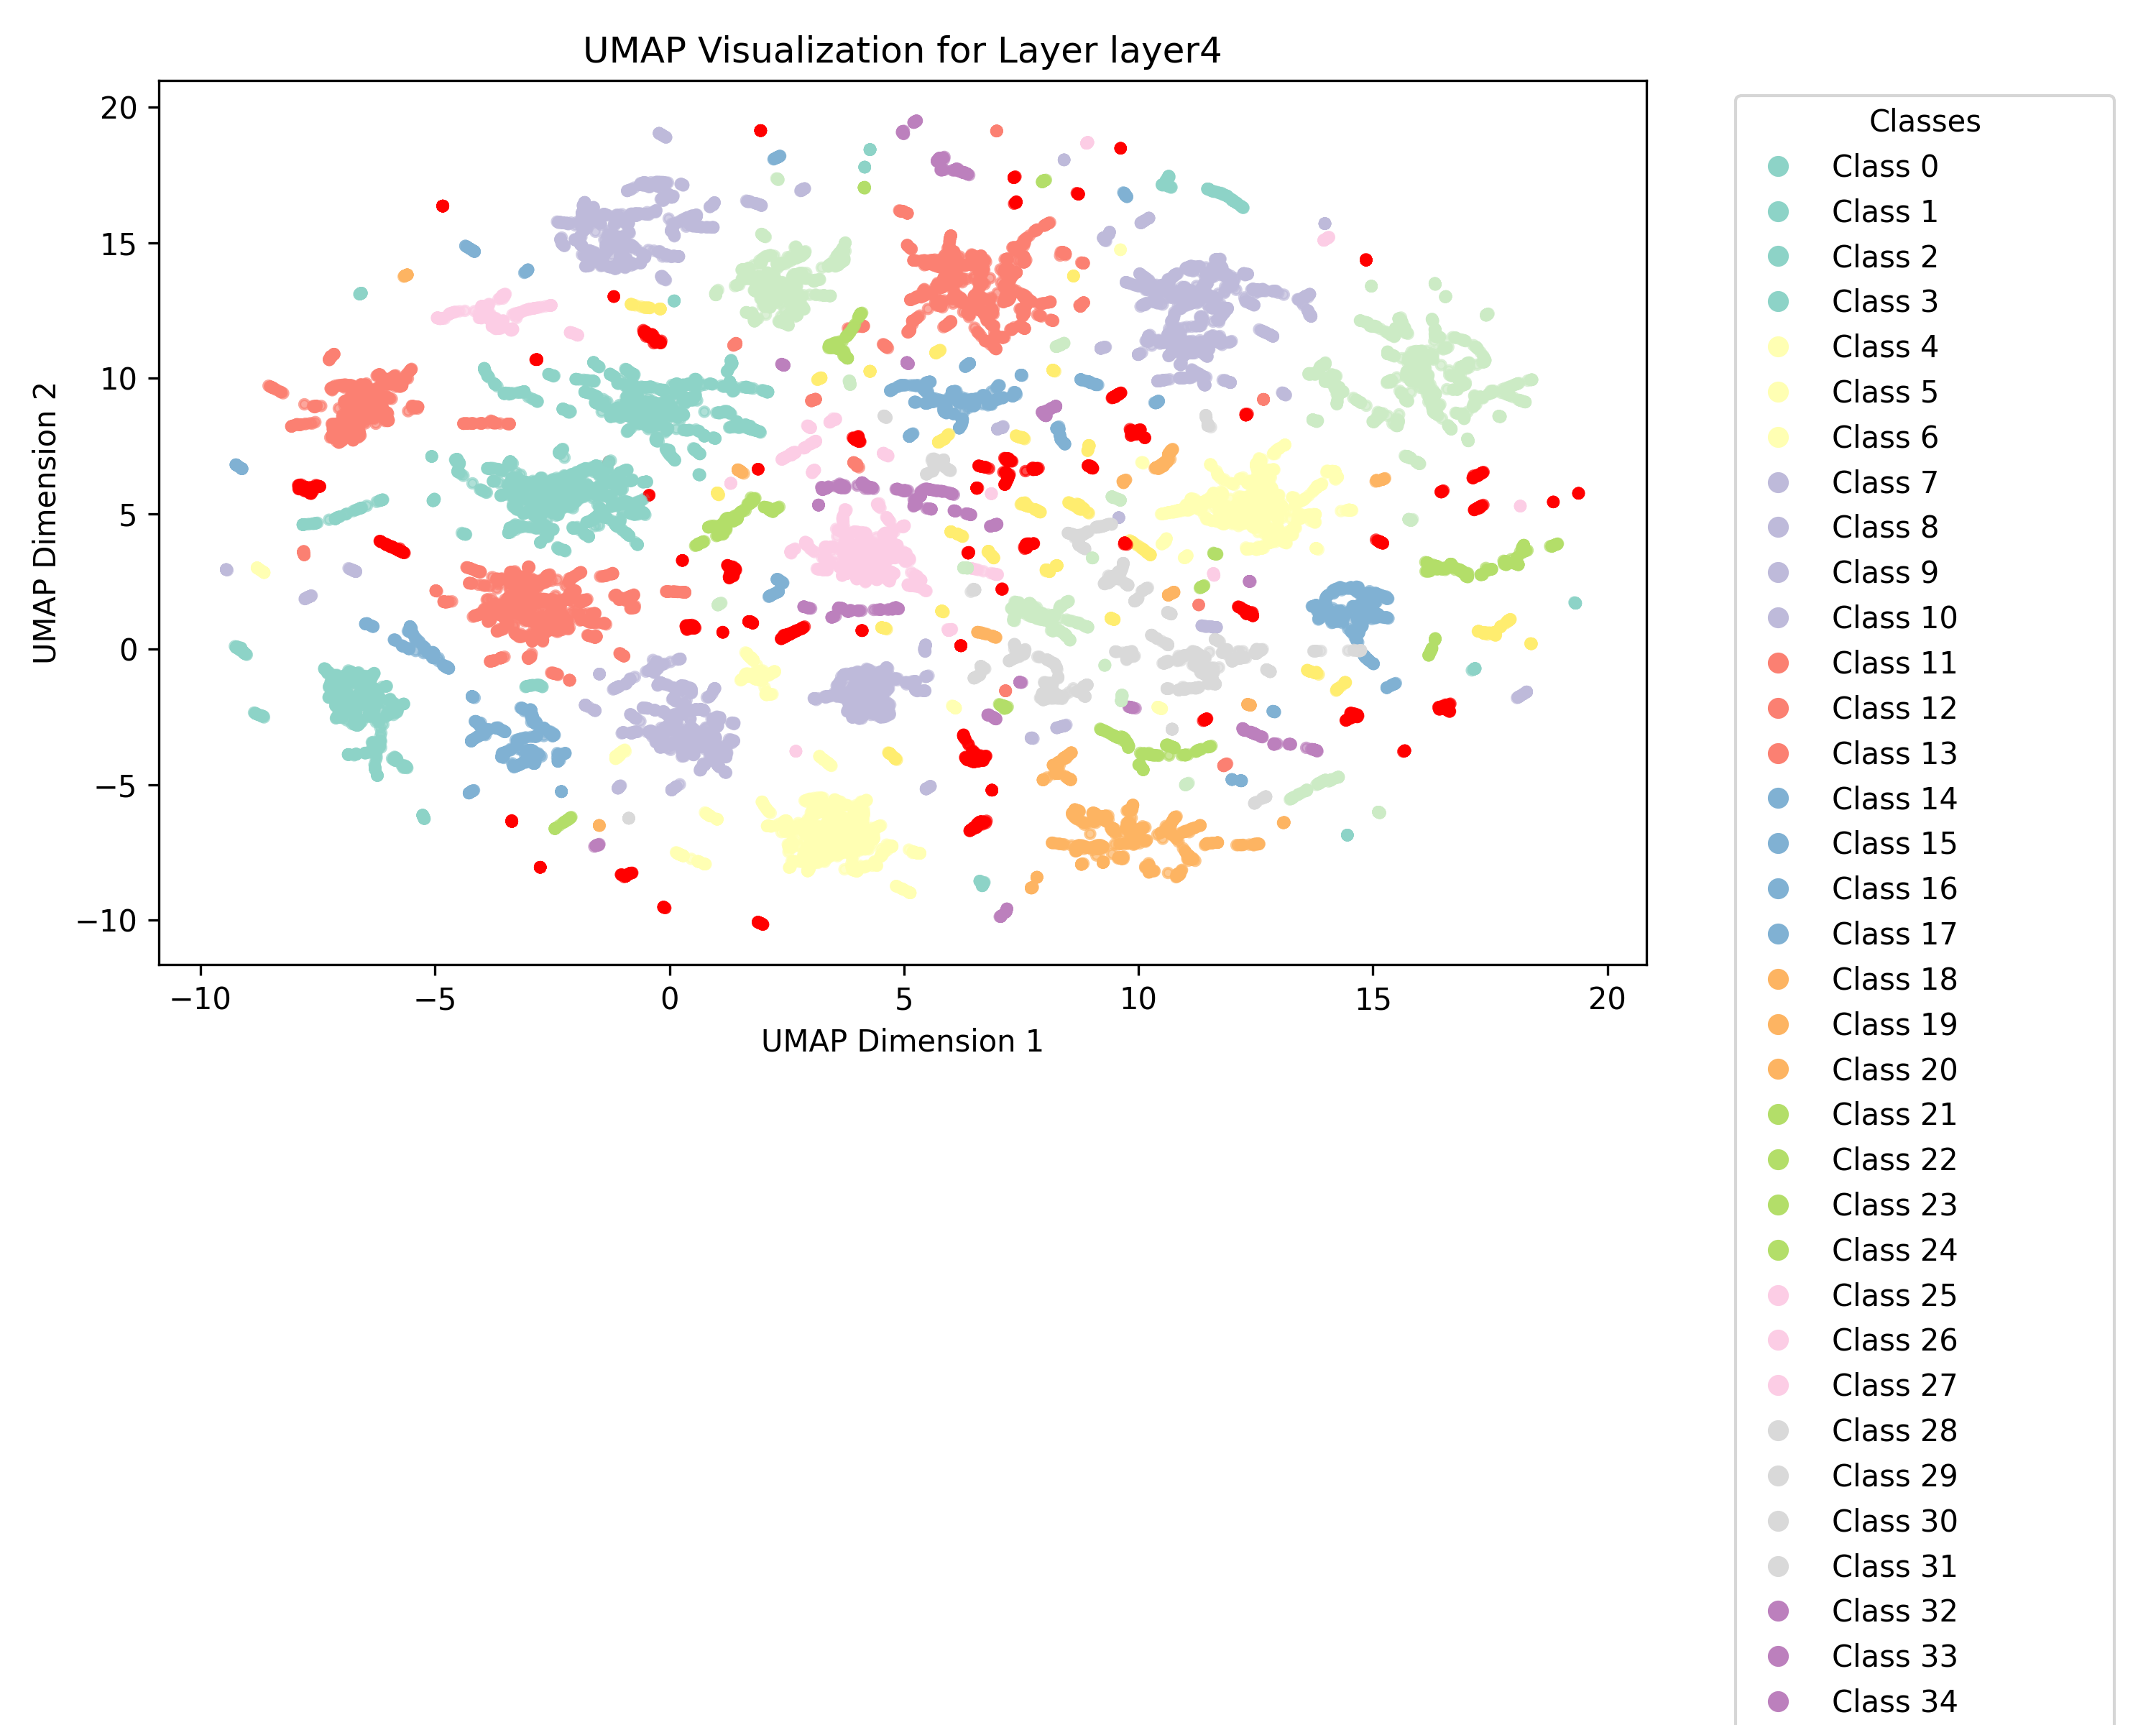 UMAP Visualization for Layer layer4
20
15
10
5
0
−5
−10
UMAP Dimension 2
−10
−5
0
5
10
15
20
UMAP Dimension 1
Classes
Class 0
Class 1
Class 2
Class 3
Class 4
Class 5
Class 6
Class 7
Class 8
Class 9
Class 10
Class 11
Class 12
Class 13
Class 14
Class 15
Class 16
Class 17
Class 18
Class 19
Class 20
Class 21
Class 22
Class 23
Class 24
Class 25
Class 26
Class 27
Class 28
Class 29
Class 30
Class 31
Class 32
Class 33
Class 34